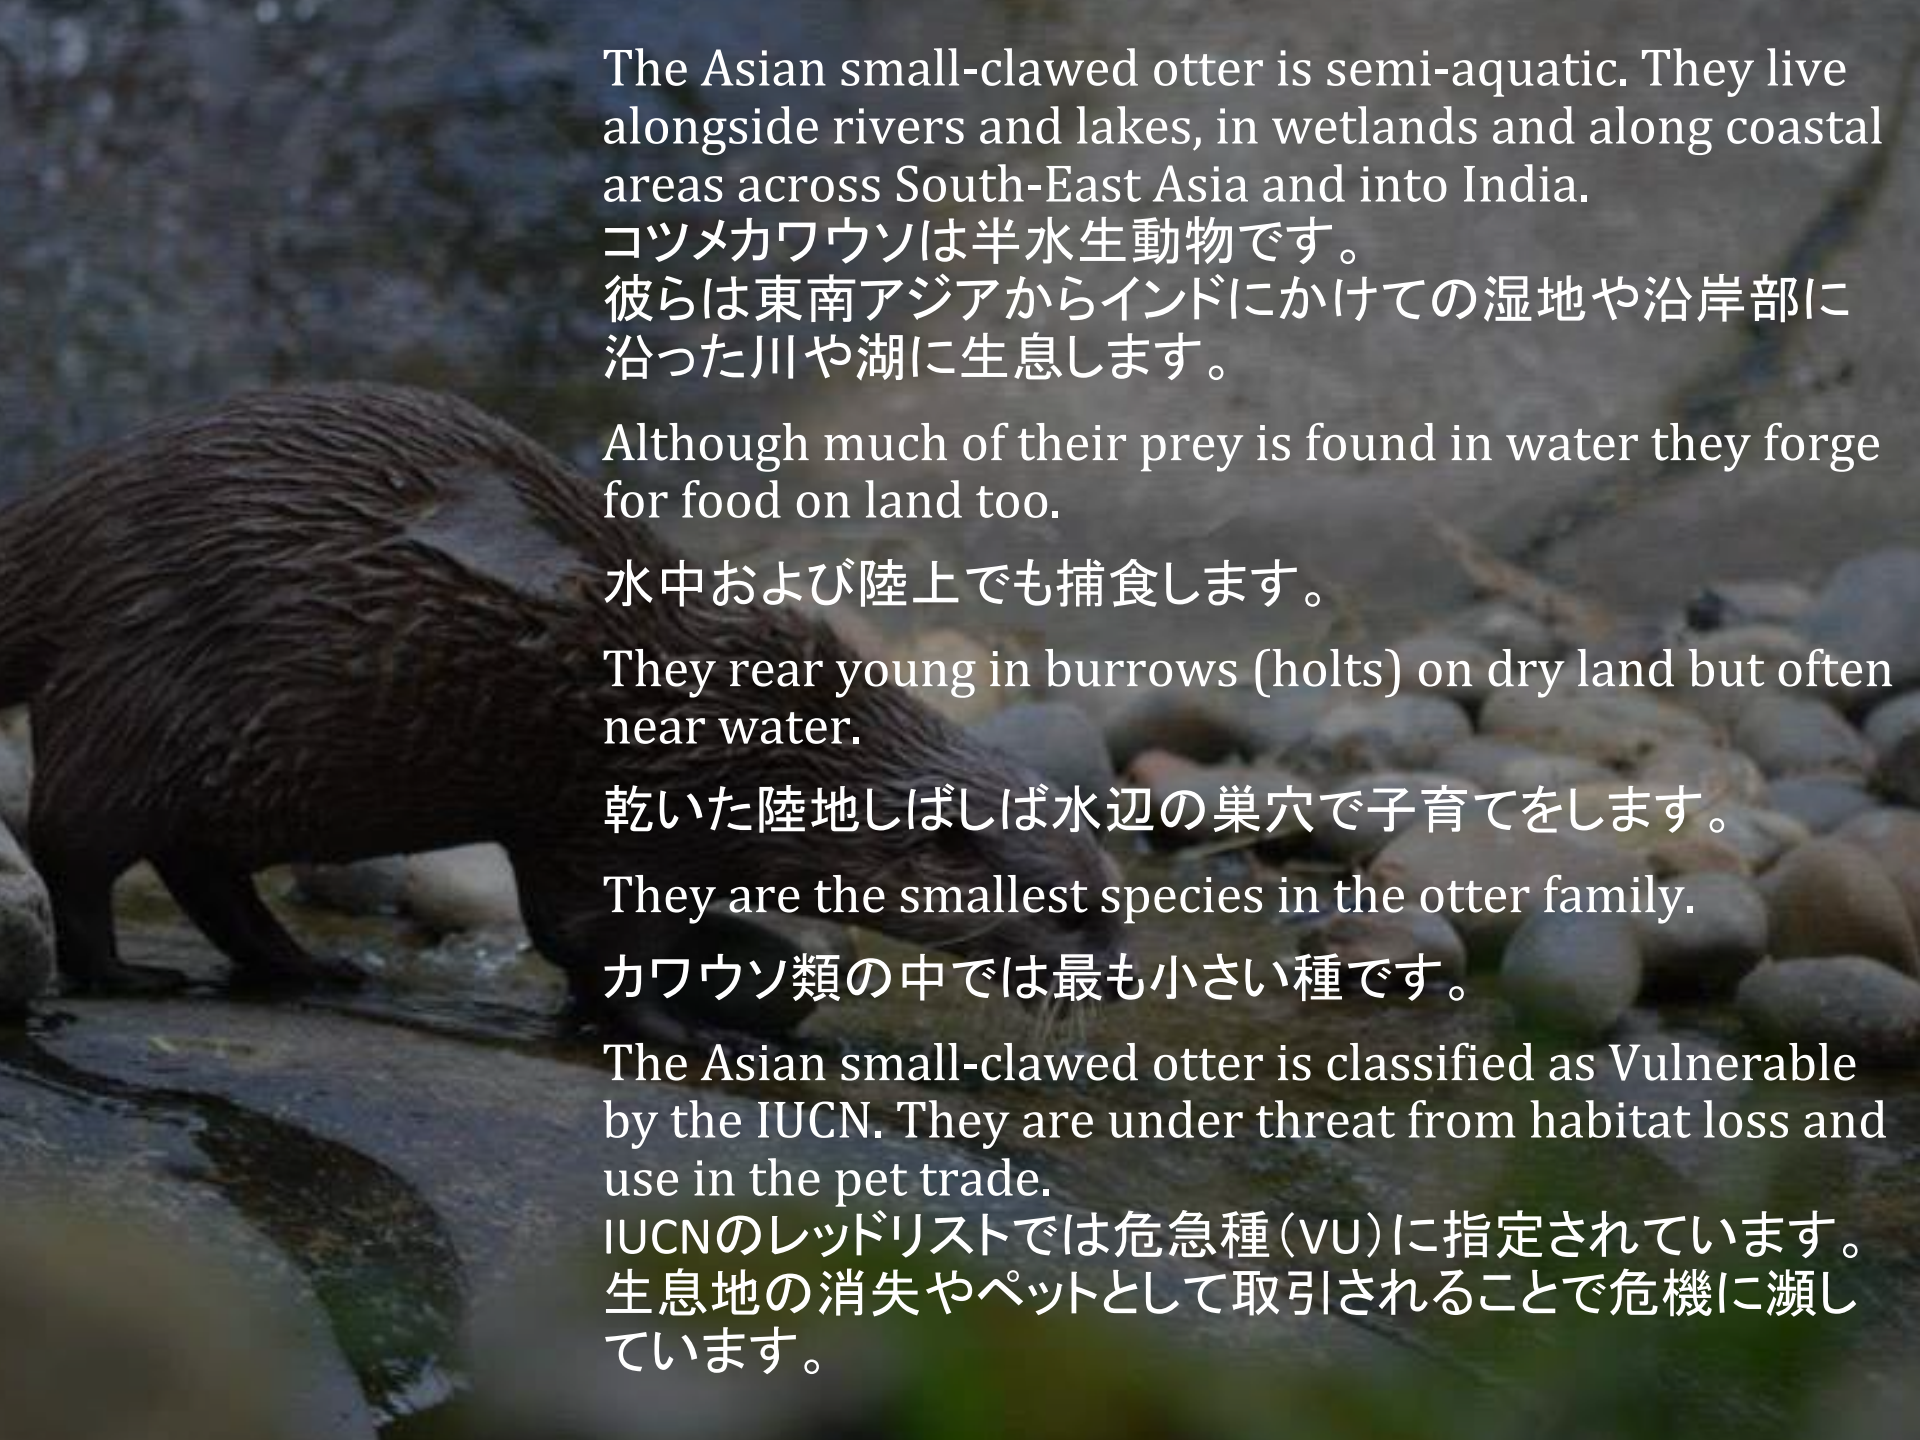 The Asian small-clawed otter is semi-aquatic. They live
alongside rivers and lakes, in wetlands and along coastal
areas across South-East Asia and into India.
コツメカワウソは半水生動物です。
彼らは東南アジアからインドにかけての湿地や沿岸部に
沿った川や湖に生息します。
Although much of their prey is found in water they forge
for food on land too.
水中および陸上でも捕食します。
They rear young in burrows (holts) on dry land but often
near water.
乾いた陸地しばしば水辺の巣穴で子育てをします。
They are the smallest species in the otter family.
カワウソ類の中では最も小さい種です。
The Asian small-clawed otter is classified as Vulnerable
by the IUCN. They are under threat from habitat loss and
use in the pet trade.
IUCNのレッドリストでは危急種（VU）に指定されています。
生息地の消失やペットとして取引されることで危機に瀕し
ています。